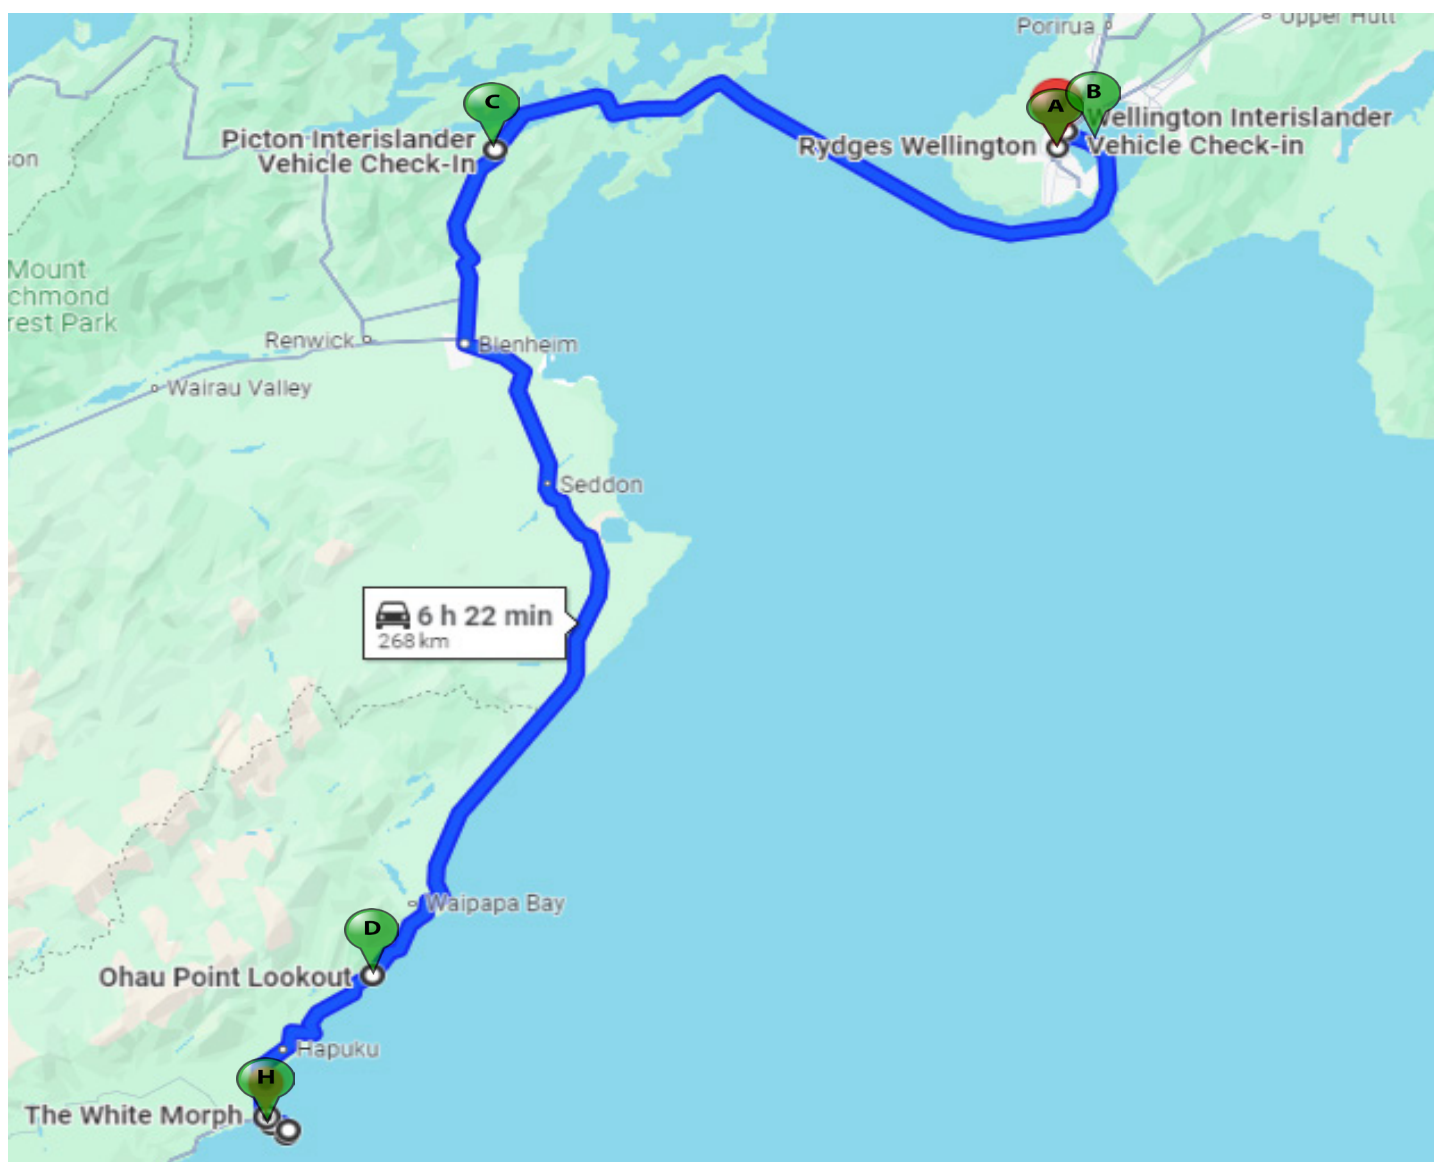 Porirua
Upper Hutt
B
A
C
Wellington Interislander
Vehicle Check-in
Rydges Wellington
Picton Interislander
Vehicle Check-In
son
Mount
chmond
rest Park
Renwick
Blenheim
Wairau Valley
Seddon
6 h 22 min
268 km
Waipapa Bay
D
Ohau Point Lookout
Hapuku
H
The White Morph